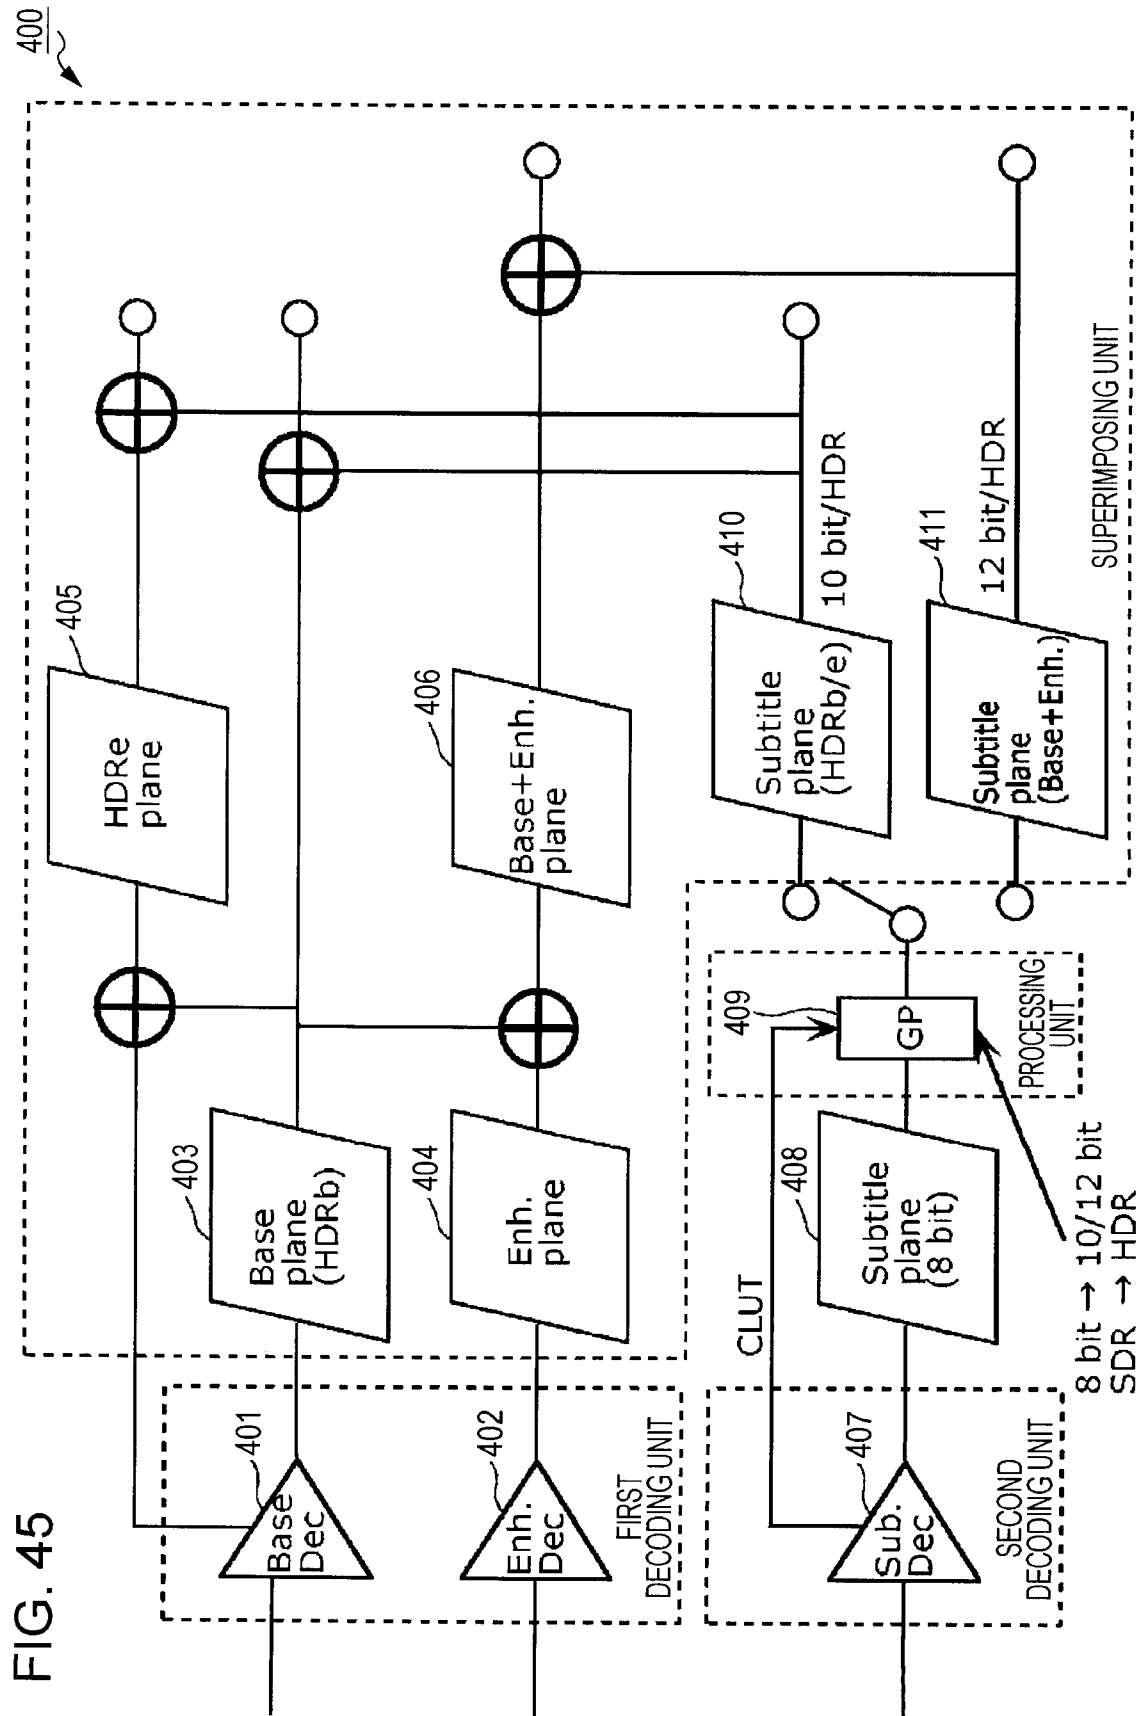 FIG. 45
400
401
Base
Dec
402
Enh.
Dec.
FIRST
DECODING UNIT
403
Base
plane
(HDRb)
404
Enh.
plane
405
HDRe
plane
406
Base+Enh.
plane
407
Sub.
Dec
SECOND
DECODING UNIT
CLUT
408
Subtitle
plane
(8 bit)
409
GP
PROCESSING
UNIT
8 bit → 10/12 bit
SDR → HDR
410
Subtitle
plane
(HDRb/e)
10 bit/HDR
411
Subtitle
plane
(Base+Enh.)
12 bit/HDR
SUPERIMPOSING UNIT